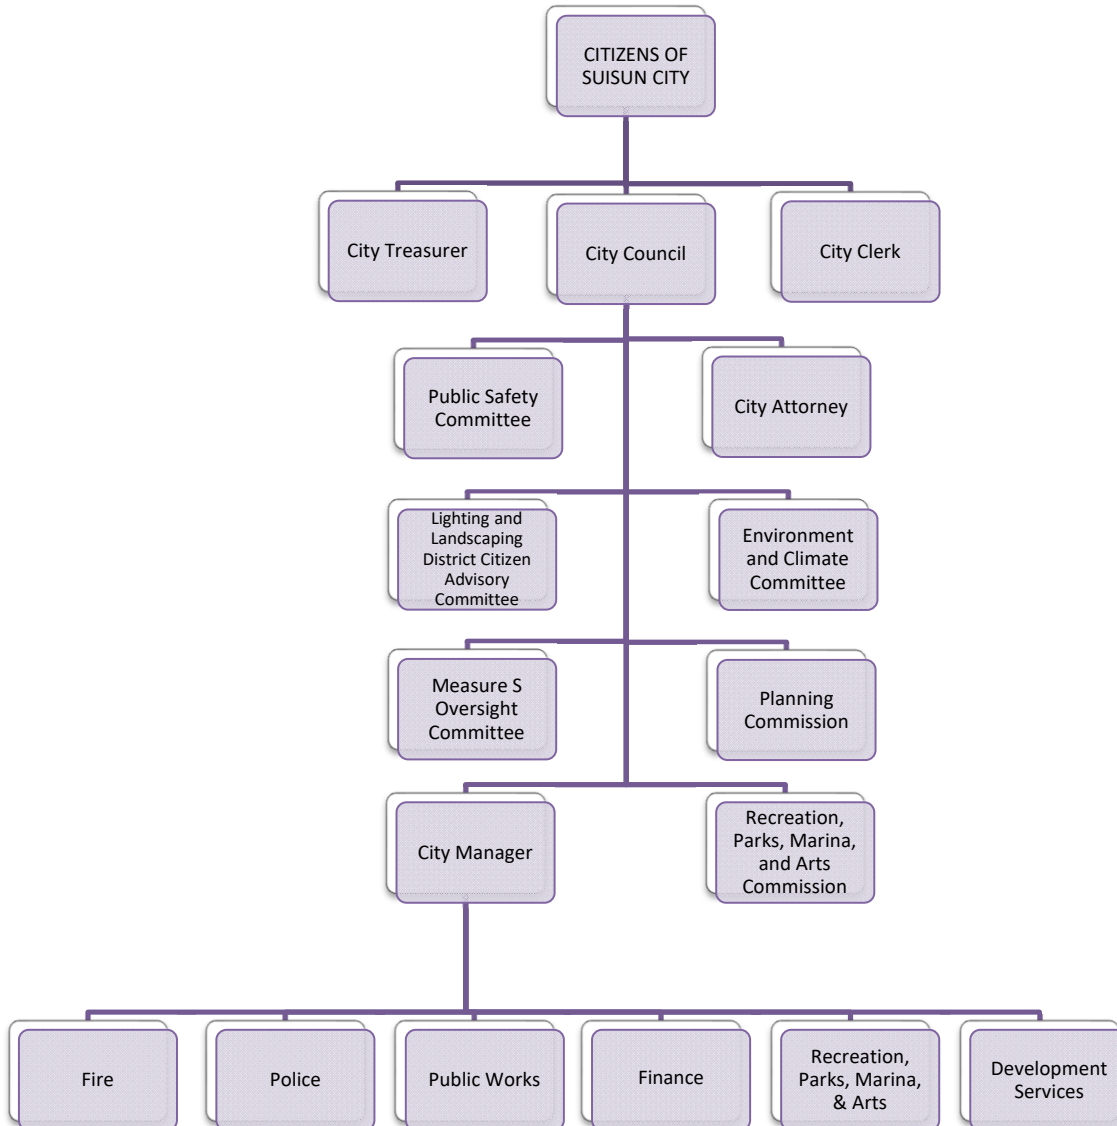 CITIZENS OF
SUISUN CITY
City Treasurer
City Council
City Clerk
Public Safety
Committee
City Attorney
Lighting and
Landscaping
District Citizen
Advisory
Committee
Environment
and Climate
Committee
Measure S
Oversight
Committee
Planning
Commission
City Manager
Recreation,
Parks, Marina,
and Arts
Commission
Fire
Police
Public Works
Finance
Recreation,
Parks, Marina,
& Arts
Development
Services